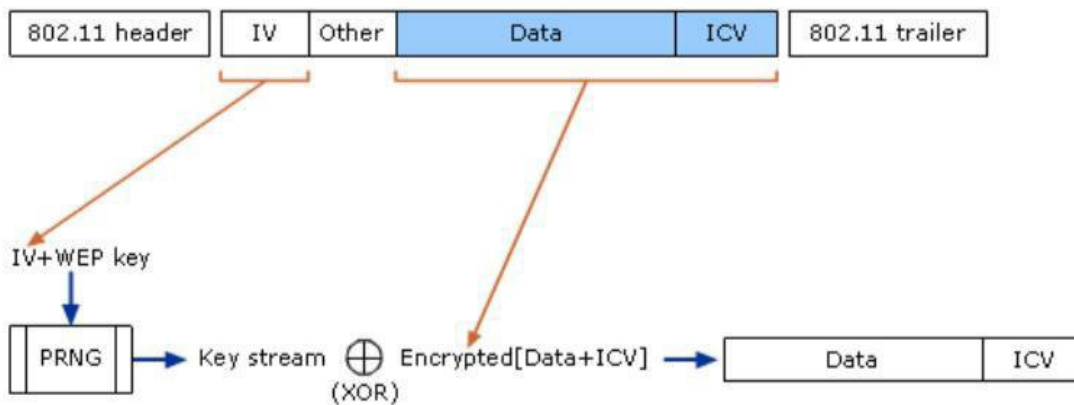 802.11 header IV Other Data ICV 802.11 trailer
IV+WEP key
PRNG Key stream Encrypted[Data+ICV] Data ICV
(XOR)